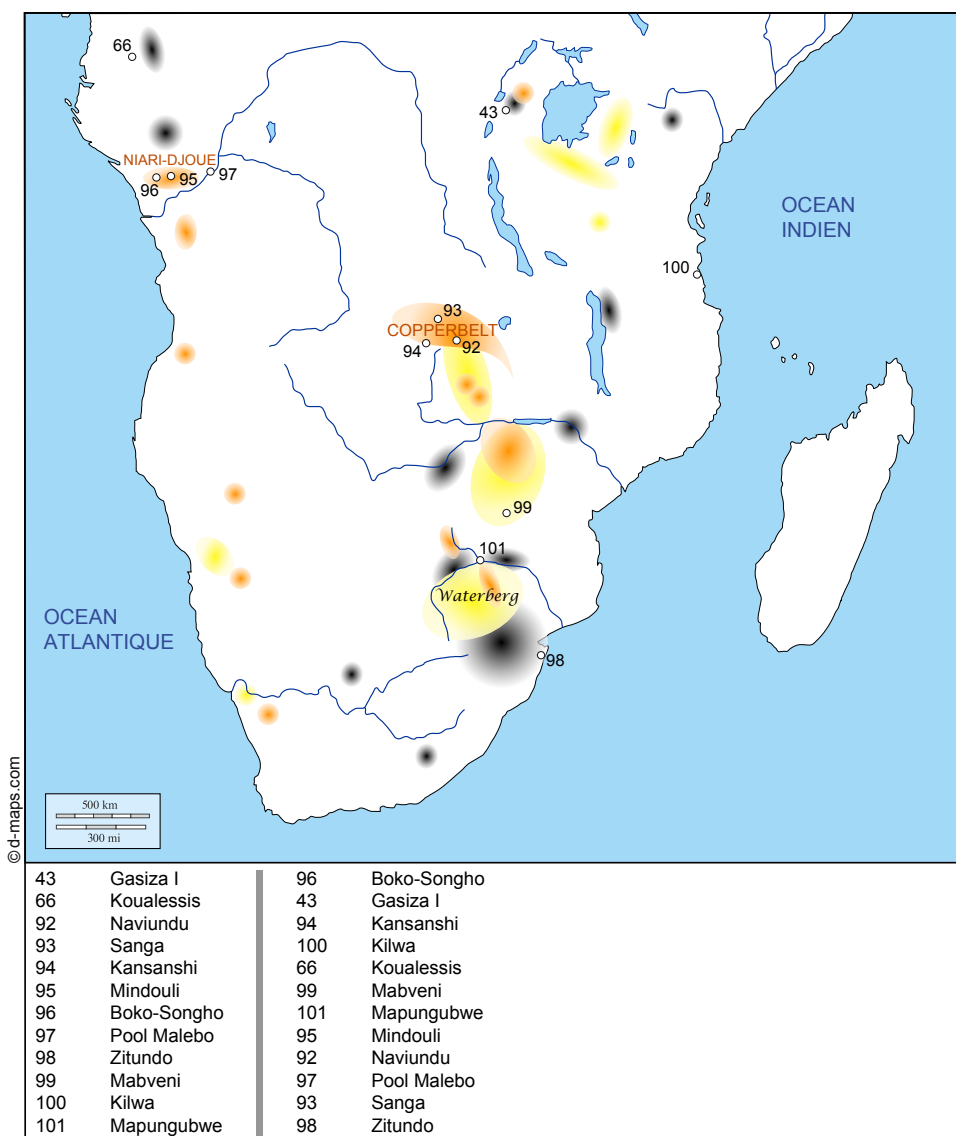 66
43
NIARI-DJOUE
96
95
97
OCEAN
INDIEN
100
93
COPPERBELT
94
92
99
101
Waterberg
OCEAN
ATLANTIQUE
98
500 km
300 mi
©d-maps.com
43 Gasiza I 96 Boko-Songho
66 Koualessis 43 Gasiza I
92 Naviundu 94 Kansanshi
93 Sanga 100 Kilwa
94 Kansanshi 66 Koualessis
95 Mindouli 99 Mabveni
96 Boko-Songho 101 Mapungubwe
97 Pool Malebo 95 Mindouli
98 Zitundo 92 Naviundu
99 Mabveni 97 Pool Malebo
100 Kilwa 93 Sanga
101 Mapungubwe 98 Zitundo